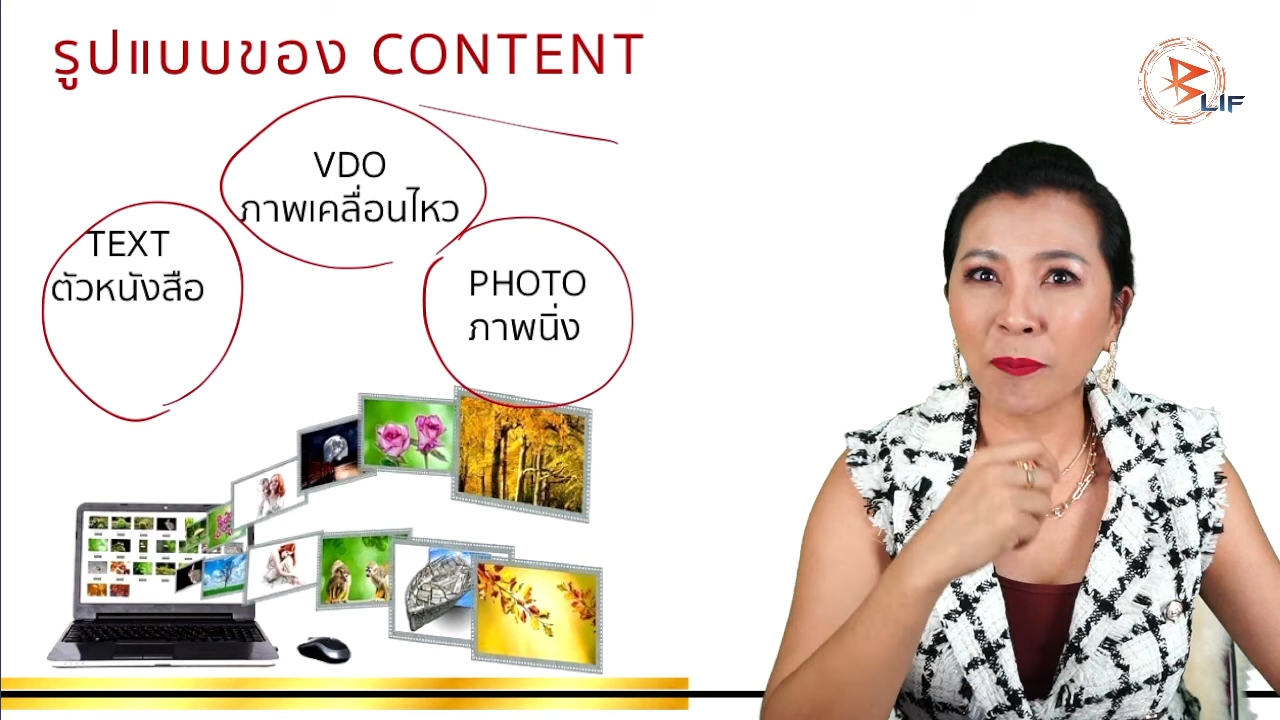 รูปแบบของ CONTENT
B LIF
VDO
ภาพเคลื่อนไหว
TEXT
ตัวหนังสือ
PHOTO
ภาพนิ่ง